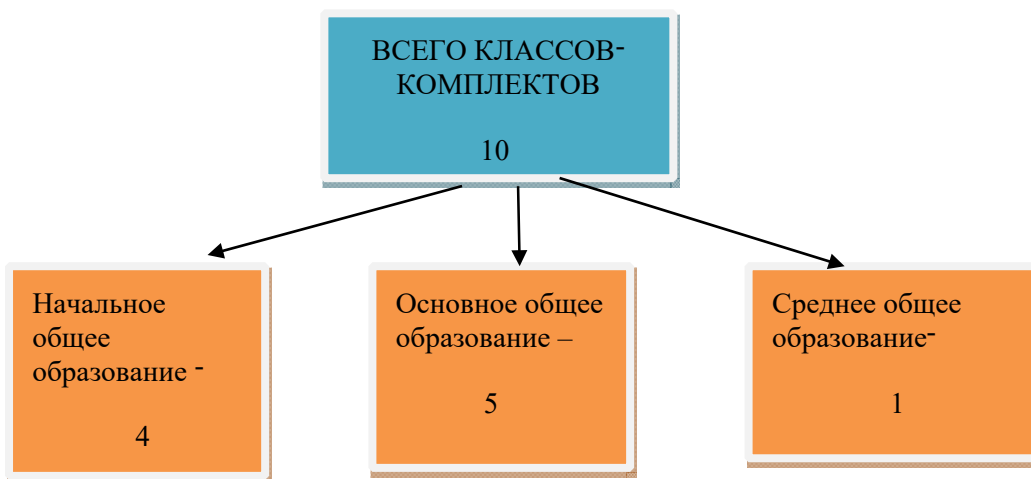 ВСЕГО КЛАССОВ-
КОМПЛЕКТОВ
10
Начальное
общее
образование -
4
Основное общее
образование –
5
Среднее общее
образование-
1